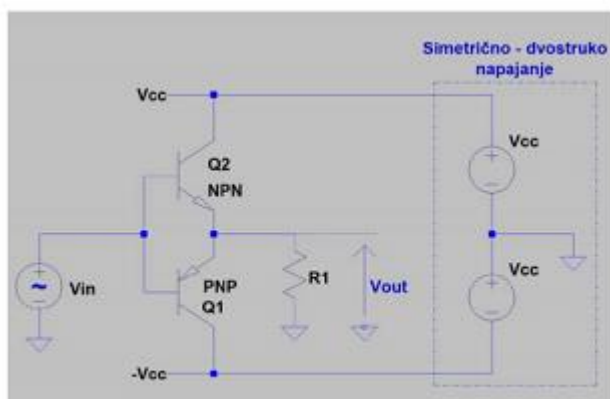 Simetrično - dvostruko
napajanje
Vcc
Vcc
Q2
NPN
Vin
PNP
Q1
R1
Vout
Vcc
-Vcc